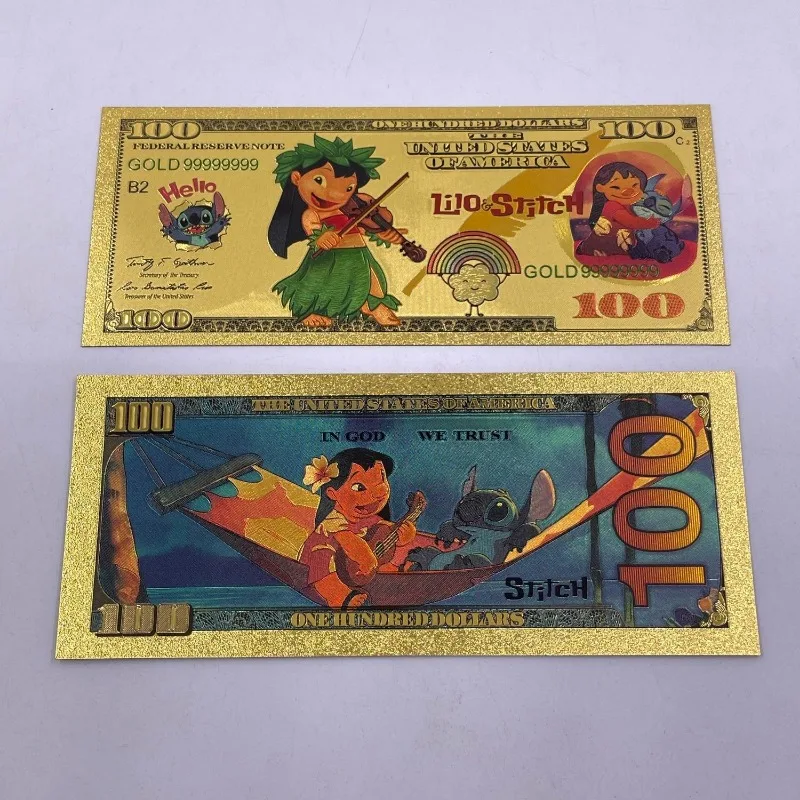 100
ONE HUNDRED DOLLARS
100
FEDERAL RESERVE NOTE
THE
UNITED STATES
OF AMERICA
C2
GOLD 99999999
B2
Hello
Lilo & Stitch
Secretary of the Treasury
GOLD 99999999
Treasurer of the United States
100
100
100
THE UNITED STATES OF AMERICA
IN GOD WE TRUST
100
Stitch
100
ONE HUNDRED DOLLARS